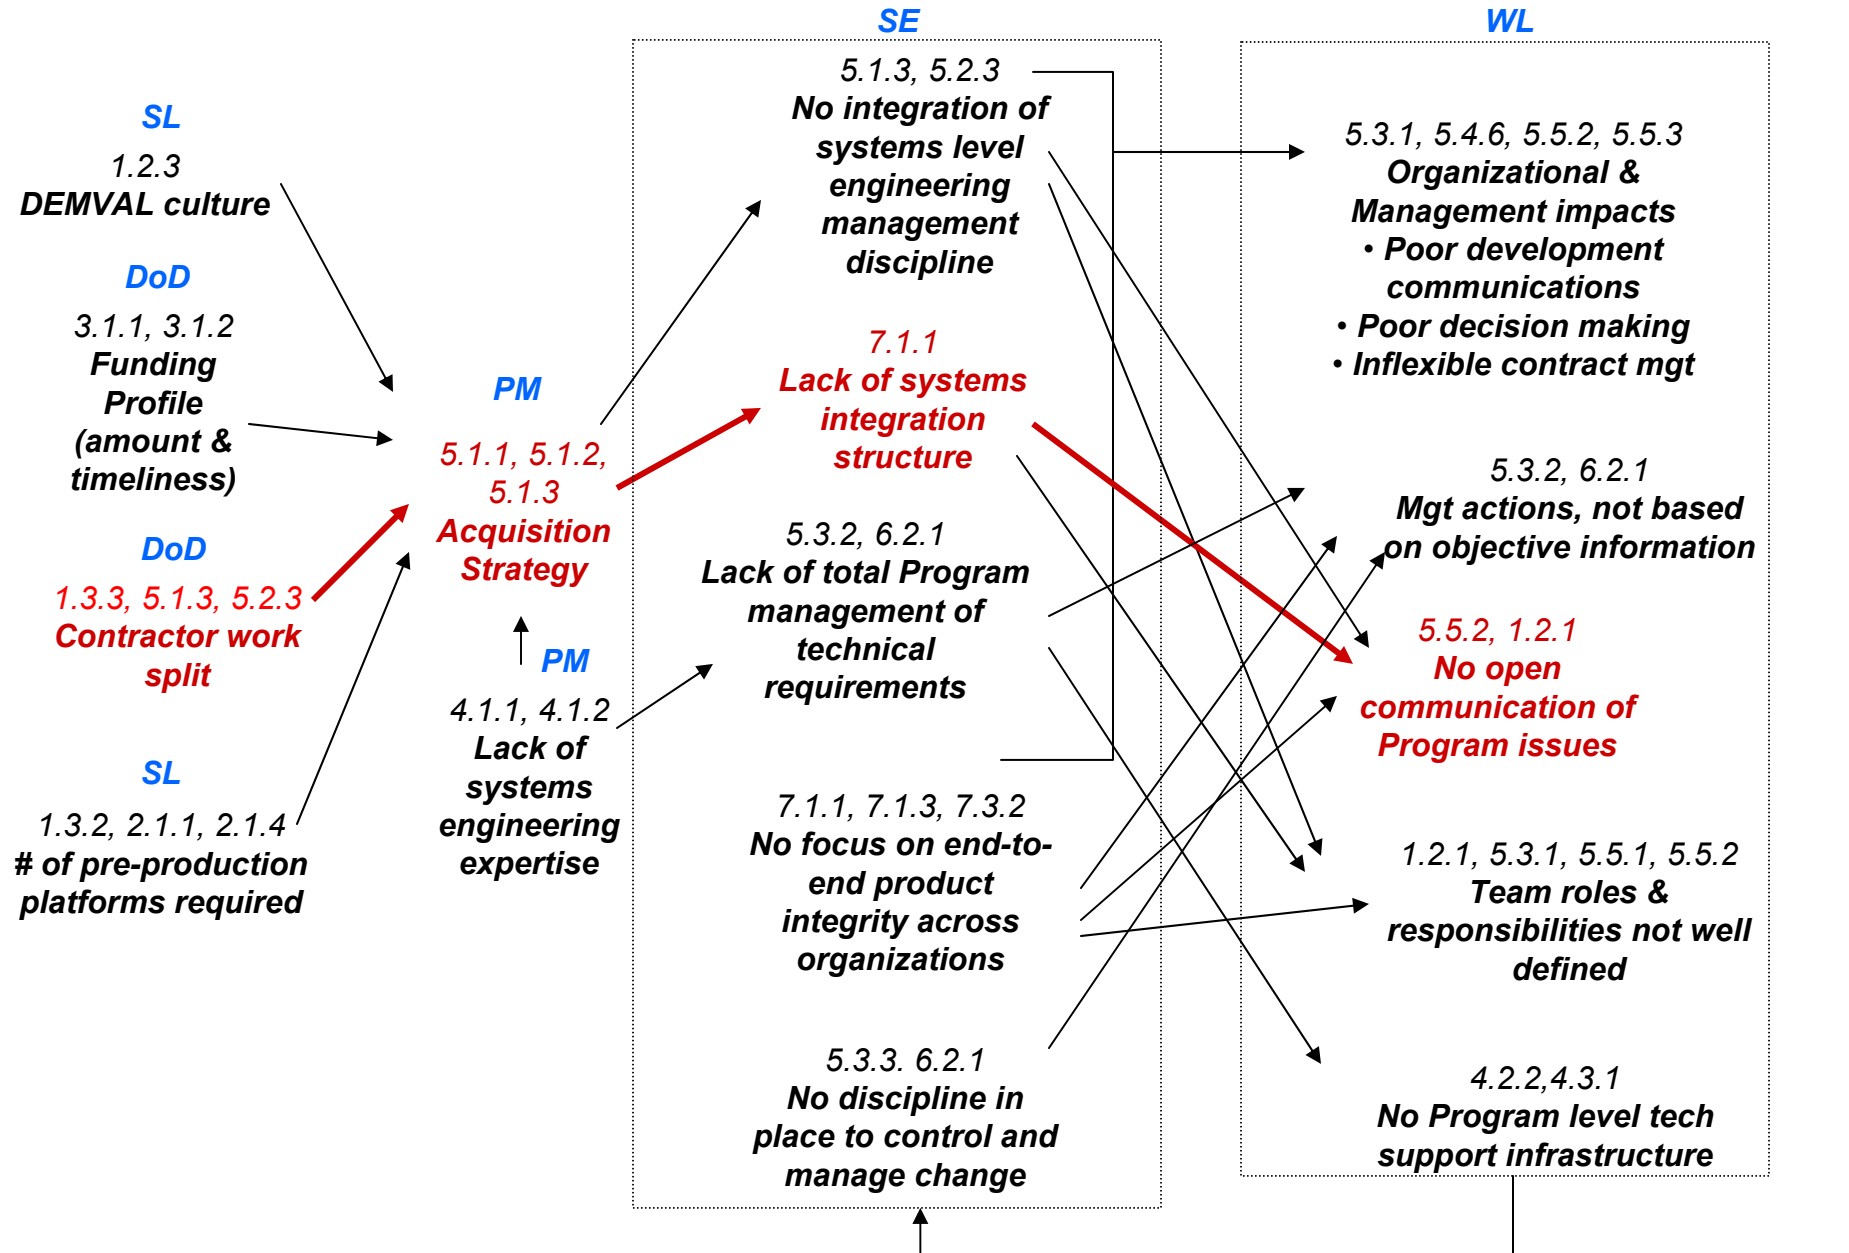 SL
1.2.3
DEMVAL culture
DoD
3.1.1, 3.1.2
Funding
Profile
(amount &
timeliness)
DoD
1.3.3, 5.1.3, 5.2.3
Contractor work
split
SL
1.3.2, 2.1.1, 2.1.4
# of pre-production
platforms required
PM
5.1.1, 5.1.2,
5.1.3
Acquisition
Strategy
PM
4.1.1, 4.1.2
Lack of
systems
engineering
expertise
SE
5.1.3, 5.2.3
No integration of
systems level
engineering
management
discipline
7.1.1
Lack of systems
integration
structure
5.3.2, 6.2.1
Lack of total Program
management of
technical
requirements
7.1.1, 7.1.3, 7.3.2
No focus on end-to-
end product
integrity across
organizations
5.3.3. 6.2.1
No discipline in
place to control and
manage change
WL
5.3.1, 5.4.6, 5.5.2, 5.5.3
Organizational &
Management impacts
• Poor development
communications
• Poor decision making
• Inflexible contract mgt
5.3.2, 6.2.1
Mgt actions, not based
on objective information
5.5.2, 1.2.1
No open
communication of
Program issues
1.2.1, 5.3.1, 5.5.1, 5.5.2
Team roles &
responsibilities not well
defined
4.2.2,4.3.1
No Program level tech
support infrastructure